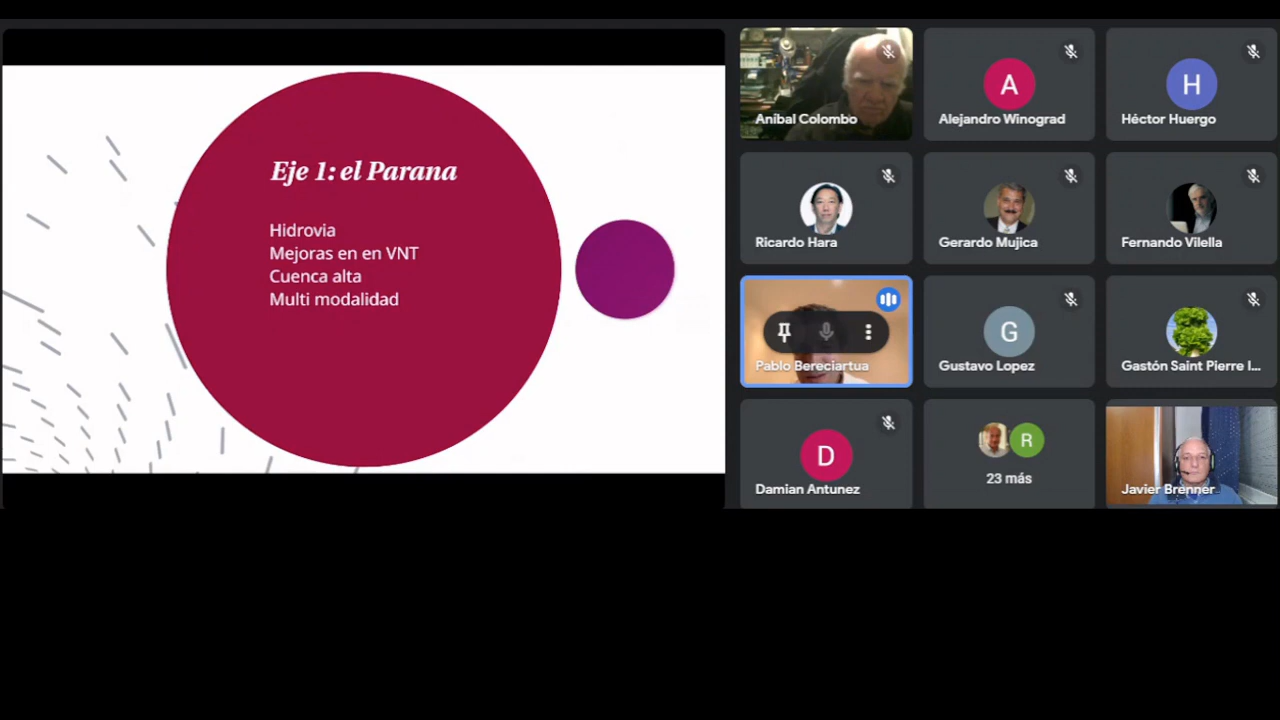 Eje 1: el Parana
Hidrovia
Mejoras en en VNT
Cuenca alta
Multi modalidad
Aníbal Colombo
A
Alejandro Winograd
H
Héctor Huergo
Ricardo Hara
Gerardo Mujica
Fernando Vilella
Pablo Bereciartua
G
Gustavo Lopez
Gastón Saint Pierre I...
D
Damian Antunez
R
23 más
Javier Brenner